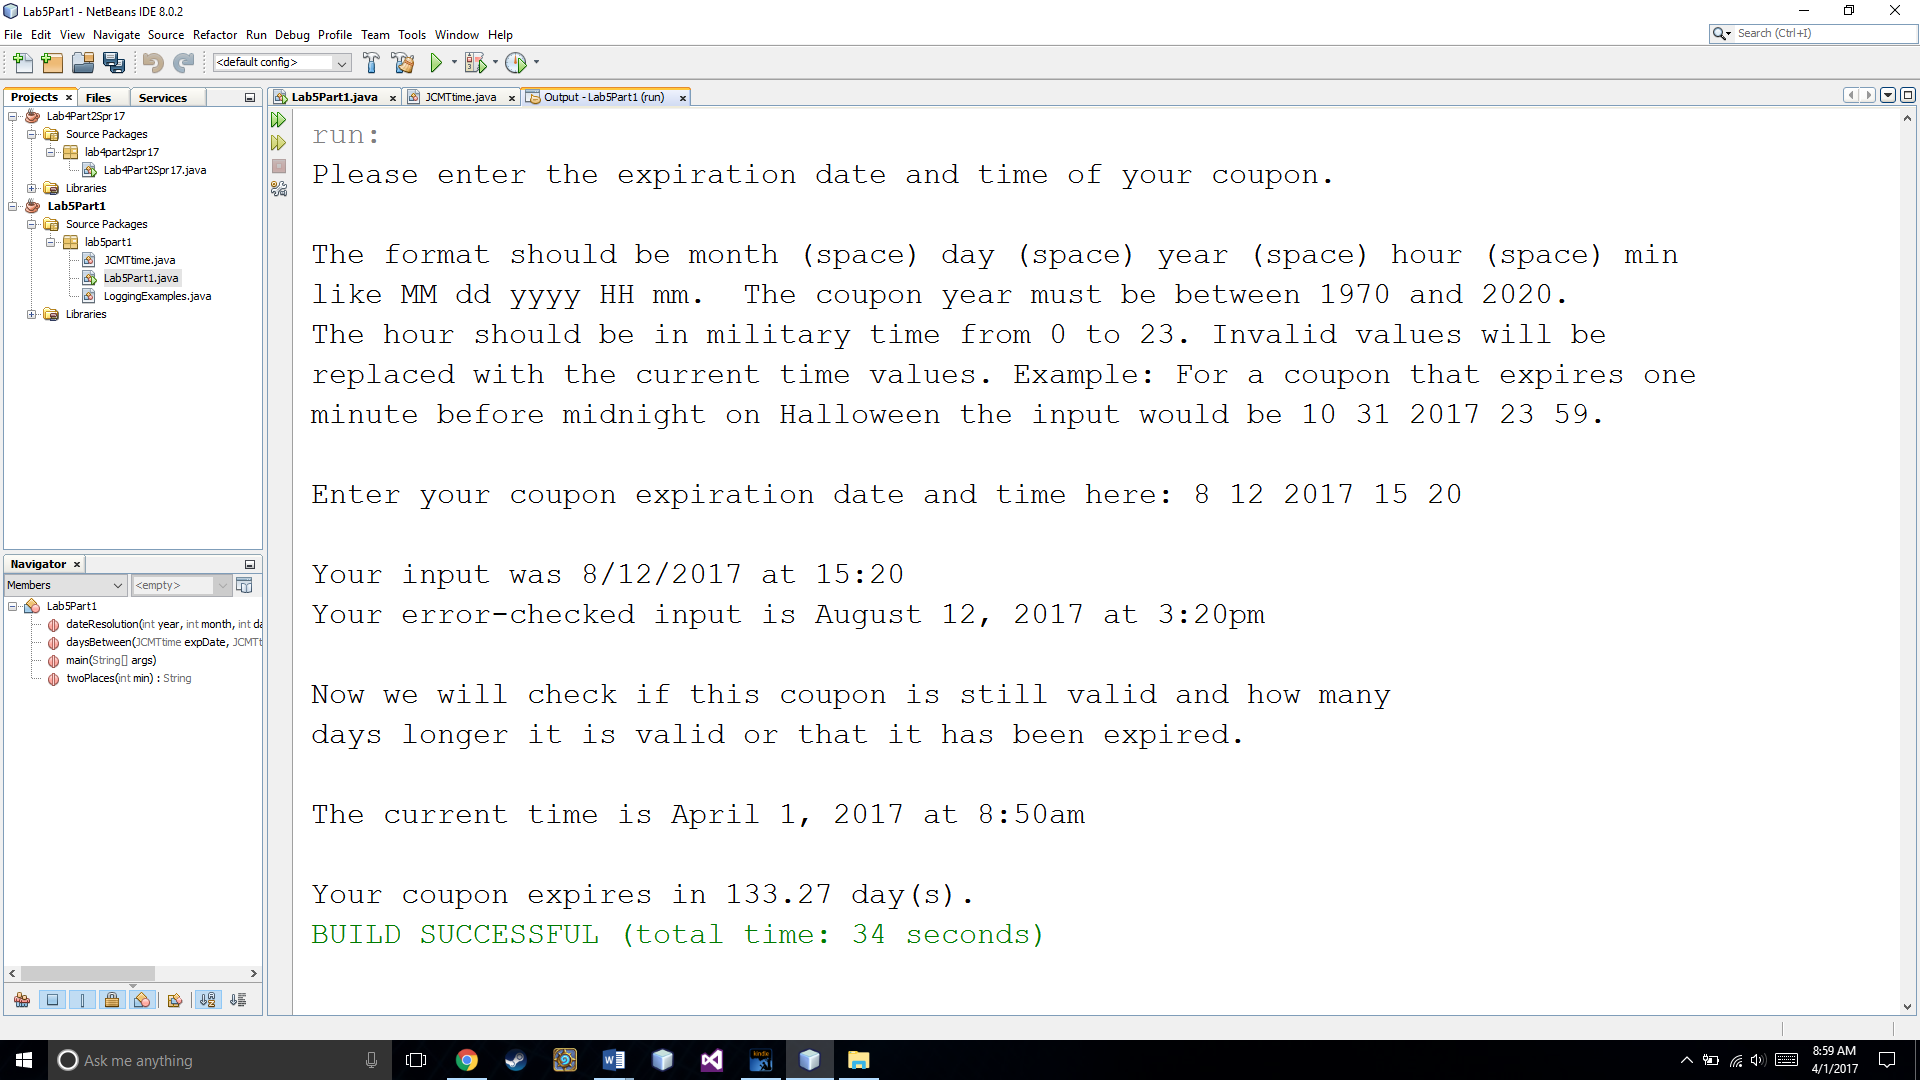 Lab5Part1 - NetBeans IDE 8.0.2
File Edit View Navigate Source Refactor Run Debug Profile Team Tools Window Help
Search (Ctrl+I)
<default config>
Projects
Files
Services
Lab5Part1.java
JCMTtime.java
Output - Lab5Part1 (run)
Lab4Part2Spr17
Source Packages
lab4part2spr17
Lab4Part2Spr17.java
Libraries
Lab5Part1
Source Packages
lab5part1
JCMTtime.java
Lab5Part1.java
LoggingExamples.java
Libraries
Navigator
Members
<empty>
Lab5Part1
dateResolution(int year, int month, int da
daysBetween(JCMTtime expDate, JCMTt
main(String[] args)
twoPlaces(int min) : String
run:
Please enter the expiration date and time of your coupon.
The format should be month (space) day (space) year (space) hour (space) min
like MM dd yyyy HH mm.  The coupon year must be between 1970 and 2020.
The hour should be in military time from 0 to 23. Invalid values will be
replaced with the current time values. Example: For a coupon that expires one
minute before midnight on Halloween the input would be 10 31 2017 23 59.
Enter your coupon expiration date and time here: 8 12 2017 15 20
Your input was 8/12/2017 at 15:20
Your error-checked input is August 12, 2017 at 3:20pm
Now we will check if this coupon is still valid and how many
days longer it is valid or that it has been expired.
The current time is April 1, 2017 at 8:50am
Your coupon expires in 133.27 day(s).
BUILD SUCCESSFUL (total time: 34 seconds)
Ask me anything
kindle
8:59 AM
4/1/2017